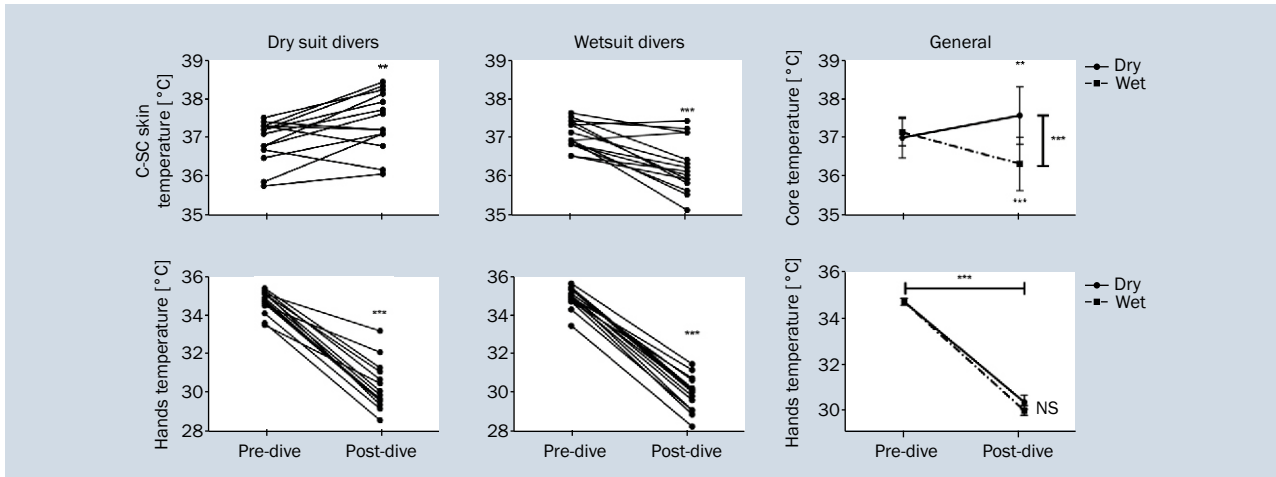 Dry suit divers
Wetsuit divers
General
C-SC skin
temperature [°C]
39
38
37
36
35
**
39
38
37
36
35
***
Core temperature [°C]
39
38
37
36
35
**
***
***
Dry
Wet
Hands temperature [°C]
36
34
32
30
28
***
Pre-dive
Post-dive
36
34
32
30
28
***
Pre-dive
Post-dive
Hands temperature [°C]
36
34
32
30
***
NS
Pre-dive
Post-dive
Dry
Wet